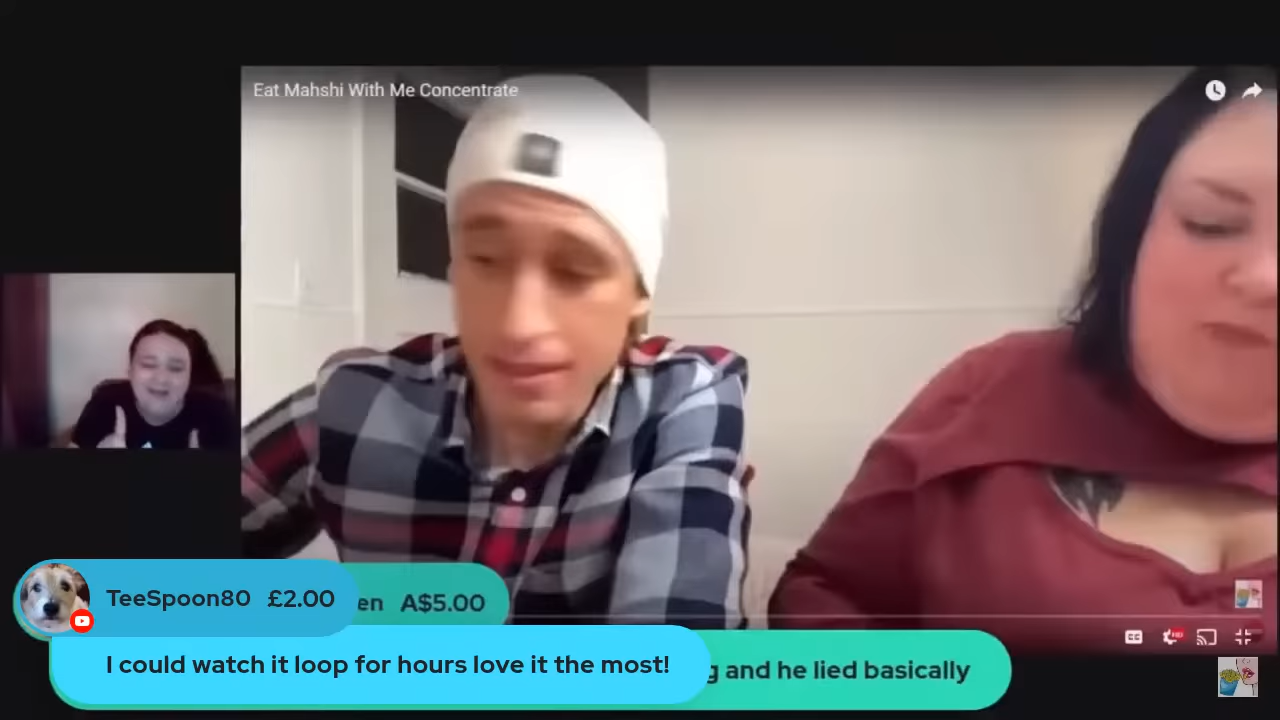 Eat Mahshi With Me Concentrate
TeeSpoon80 £2.00
en A$5.00
I could watch it loop for hours love it the most!
g and he lied basically
CC